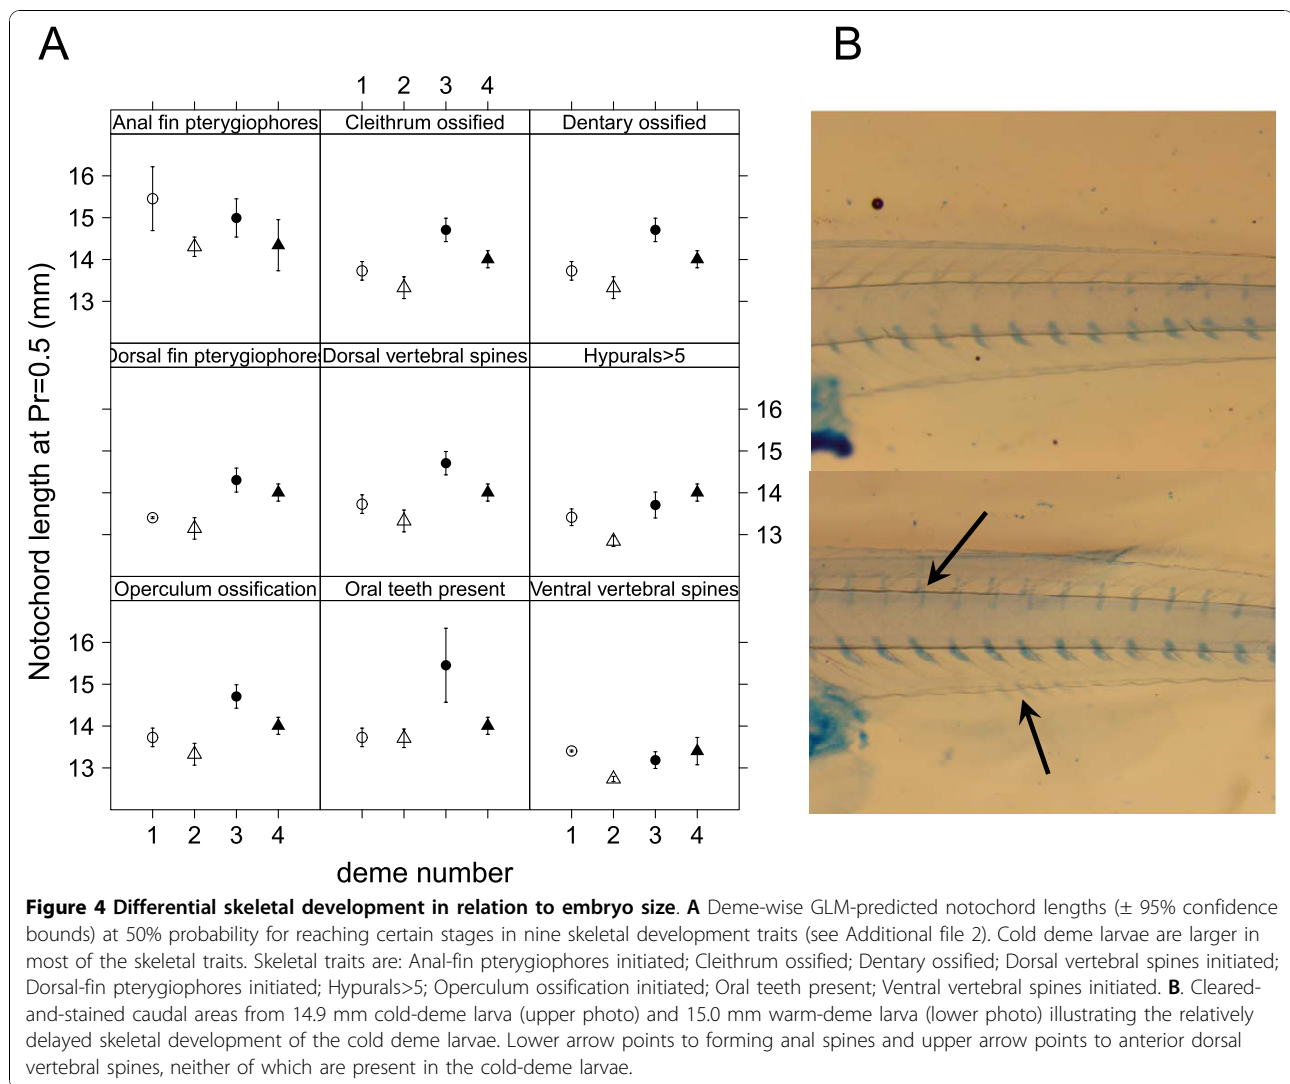 A
B
1 2 3 4
Anal fin pterygiophores Cleithrum ossified Dentary ossified
16
15
14
13
Dorsal fin pterygiophores Dorsal vertebral spines Hypurals>5
16
15
14
13
Operculum ossification Oral teeth present Ventral vertebral spines
16
15
14
13
1 2 3 4 1 2 3 4
deme number
Notochord length at Pr=0.5 (mm)
Figure 4 Differential skeletal development in relation to embryo size. A Deme-wise GLM-predicted notochord lengths (± 95% confidence
bounds) at 50% probability for reaching certain stages in nine skeletal development traits (see Additional file 2). Cold deme larvae are larger in
most of the skeletal traits. Skeletal traits are: Anal-fin pterygiophores initiated; Cleithrum ossified; Dentary ossified; Dorsal vertebral spines initiated;
Dorsal-fin pterygiophores initiated; Hypurals>5; Operculum ossification initiated; Oral teeth present; Ventral vertebral spines initiated. B. Cleared-
and-stained caudal areas from 14.9 mm cold-deme larva (upper photo) and 15.0 mm warm-deme larva (lower photo) illustrating the relatively
delayed skeletal development of the cold deme larvae. Lower arrow points to forming anal spines and upper arrow points to anterior dorsal
vertebral spines, neither of which are present in the cold-deme larvae.